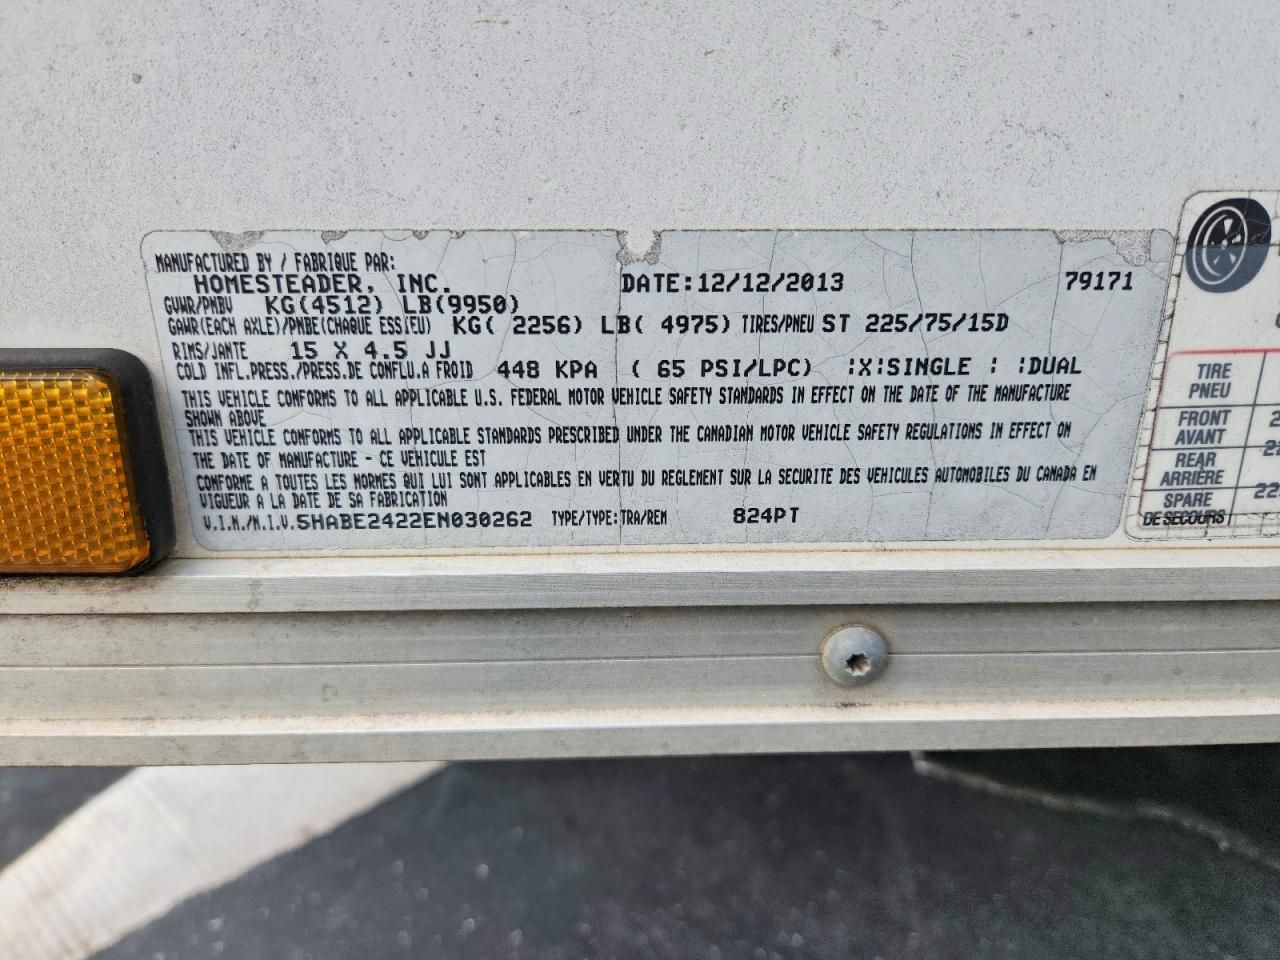 MANUFACTURED BY / FABRIQUE PAR:
HOMESTEADER, INC. DATE:12/12/2013 79171
GVWR/PNBV KG(4512) LB(9950)
GAWR(EACH AXLE)/PNBE(CHAQUE ESSIEU) KG( 2256) LB( 4975) TIRES/PNEU ST 225/75/15D
RIMS/JANTE 15 X 4.5 JJ
COLD INFL.PRESS./PRESS.DE CONFLU.A FROID 448 KPA ( 65 PSI/LPC) :X:SINGLE : :DUAL
THIS VEHICLE CONFORMS TO ALL APPLICABLE U.S. FEDERAL MOTOR VEHICLE SAFETY STANDARDS IN EFFECT ON THE DATE OF THE MANUFACTURE
SHOWN ABOVE
THIS VEHICLE CONFORMS TO ALL APPLICABLE STANDARDS PRESCRIBED UNDER THE CANADIAN MOTOR VEHICLE SAFETY REGULATIONS IN EFFECT ON
THE DATE OF MANUFACTURE - CE VEHICULE EST
CONFORME A TOUTES LES NORMES QUI LUI SONT APPLICABLES EN VERTU DU REGLEMENT SUR LA SECURITE DES VEHICULES AUTOMOBILES DU CANADA EN
VIGUEUR A LA DATE DE SA FABRICATION
V.I.N./N.I.V.5HABE2422EN030262 TYPE/TYPE:TRA/REM 824PT
TIRE
PNEU
FRONT
AVANT
REAR
ARRIÈRE
SPARE
DE SECOURS